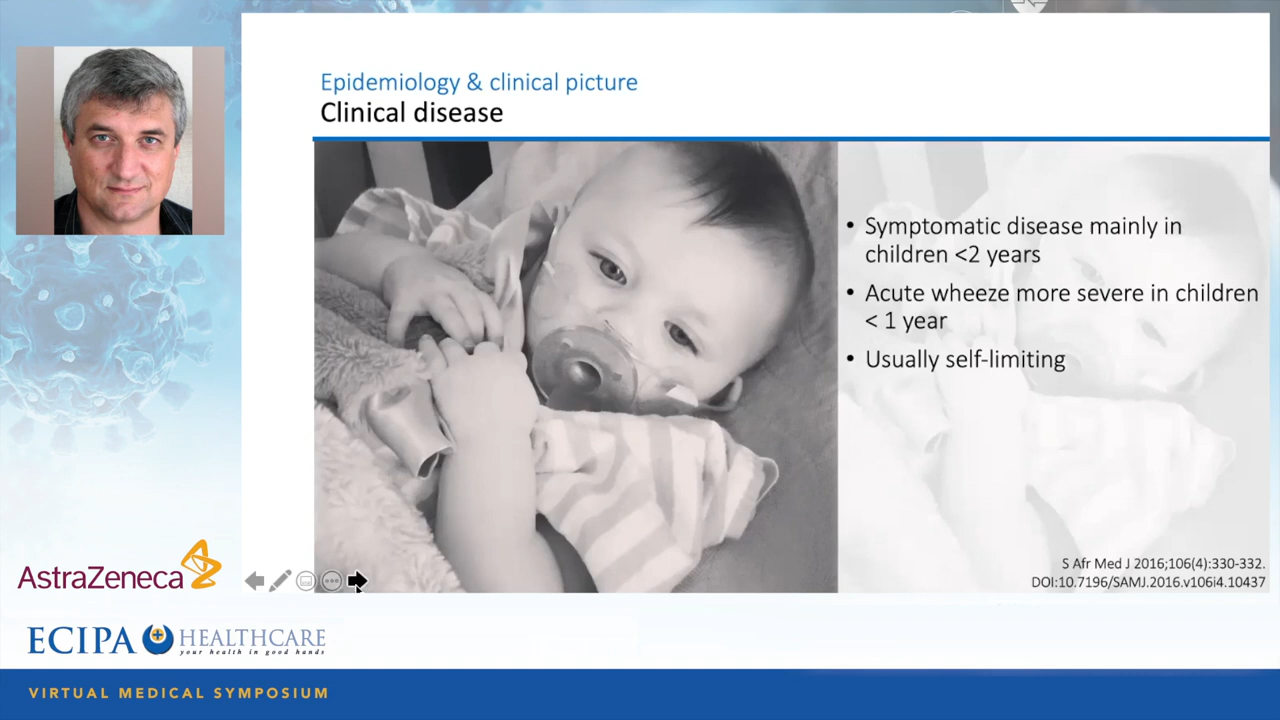 Epidemiology & clinical picture
Clinical disease
• Symptomatic disease mainly in
children <2 years
• Acute wheeze more severe in children
< 1 year
• Usually self-limiting
S Afr Med J 2016;106(4):330-332.
DOI:10.7196/SAMJ.2016.v106i4.10437
AstraZeneca
ECIPA HEALTHCARE
your health in good hands
VIRTUAL MEDICAL SYMPOSIUM